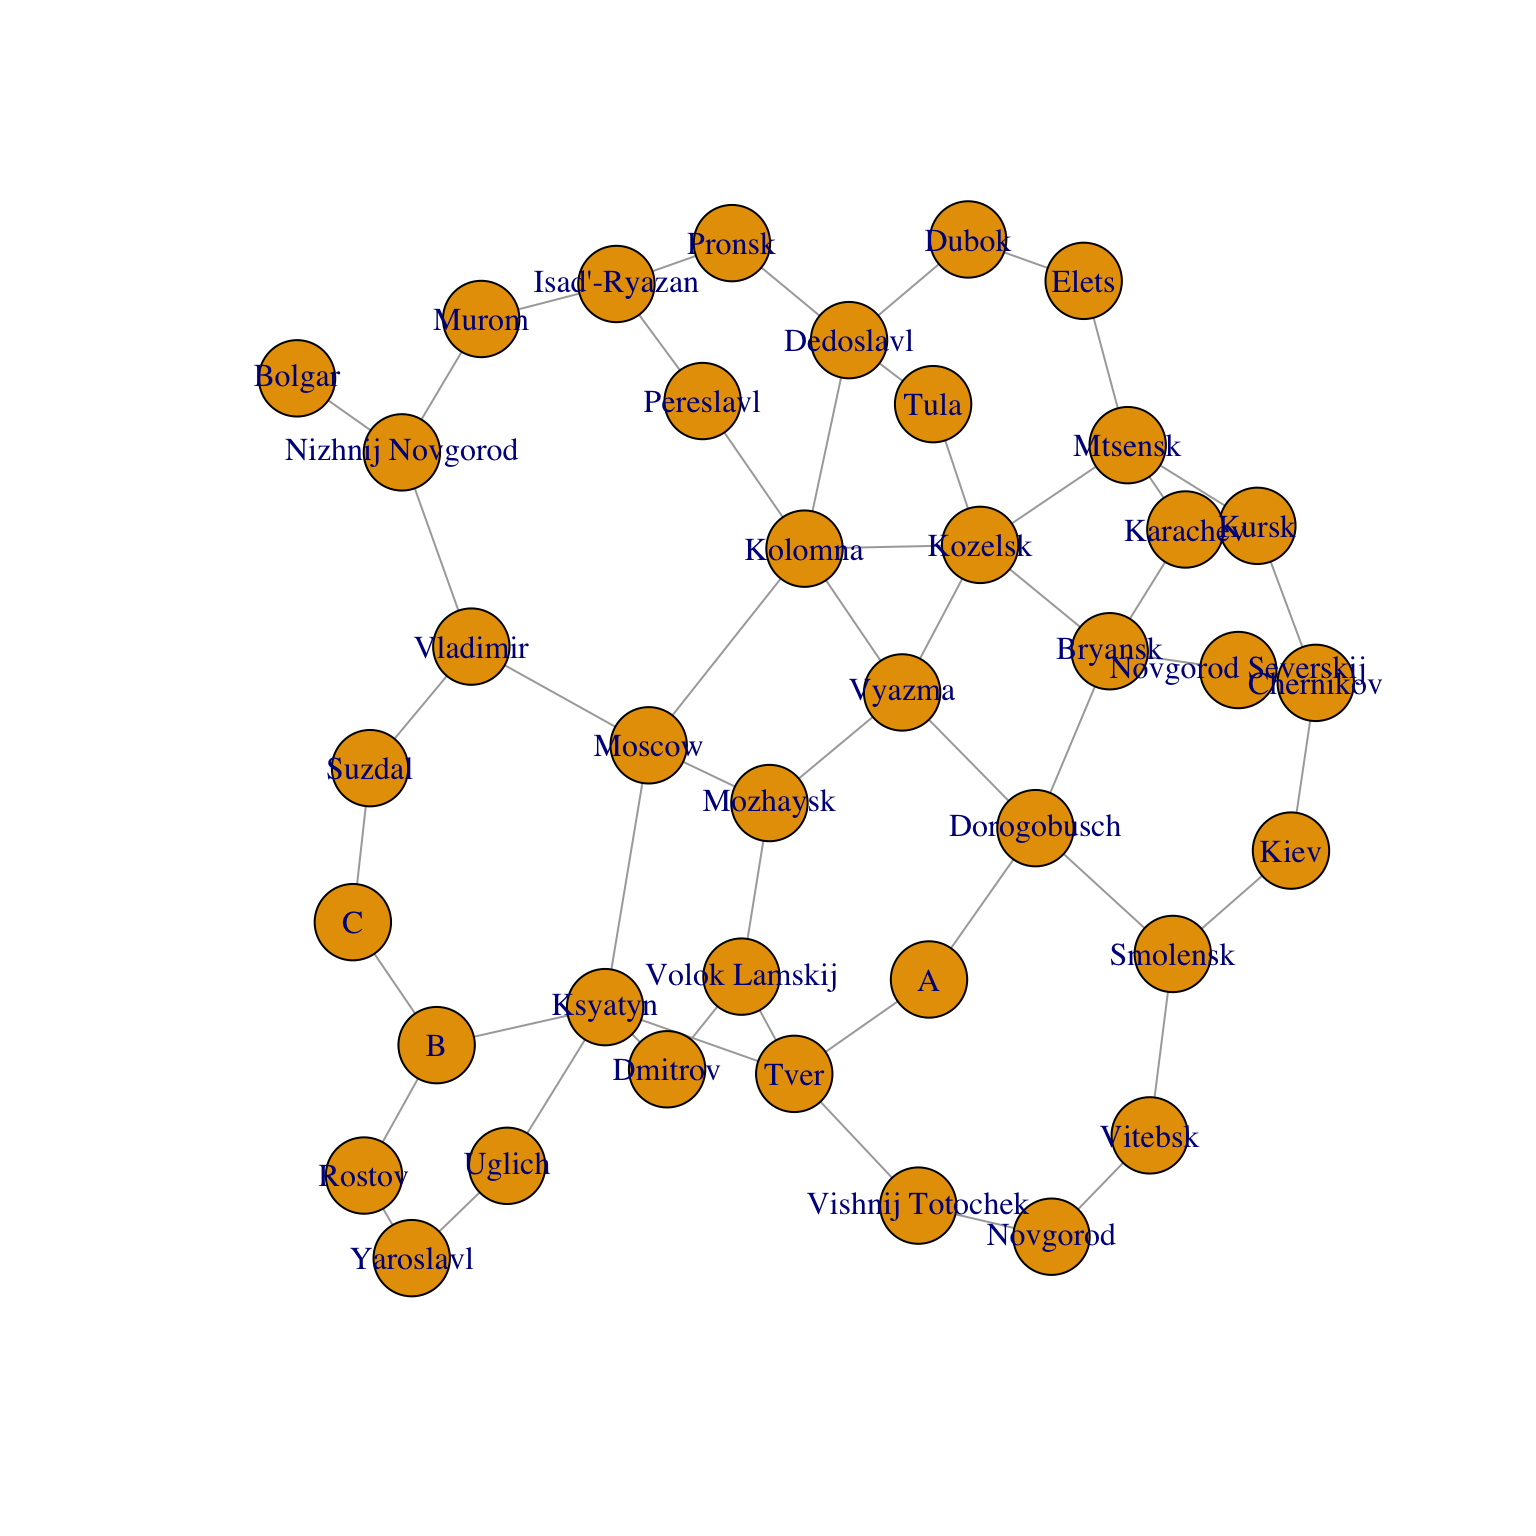 Dubok
Pronsk
Elets
Isad'-Ryazan
Murom
Dedoslavl
Bolgar
Pereslavl
Tula
Nizhnij Novgorod
Mtsensk
Karachev
Kursk
Kolomna
Kozelsk
Vladimir
Bryansk
Novgorod Severskij
Chernikov
Vyazma
Moscow
Suzdal
Mozhaysk
Dorogobusch
Kiev
C
Smolensk
Volok Lamskij
A
Ksyatyn
B
Dmitrov
Tver
Vitebsk
Uglich
Rostov
Vishnij Totochek
Novgorod
Yaroslavl